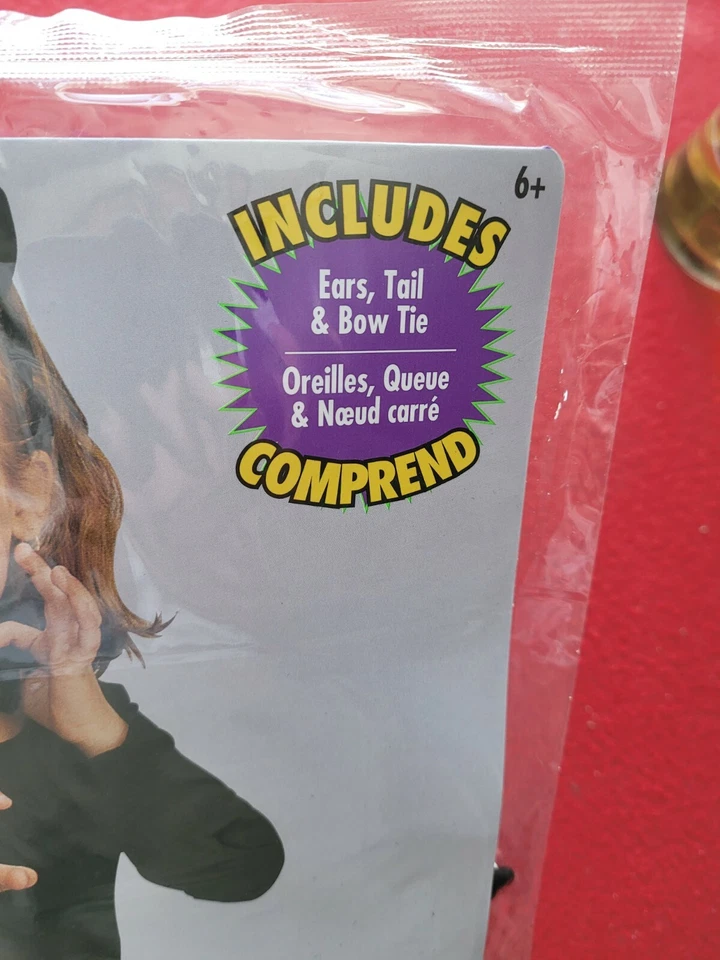 6+
INCLUDES
Ears, Tail
& Bow Tie
Oreilles, Queue
& Nœud carré
COMPREND